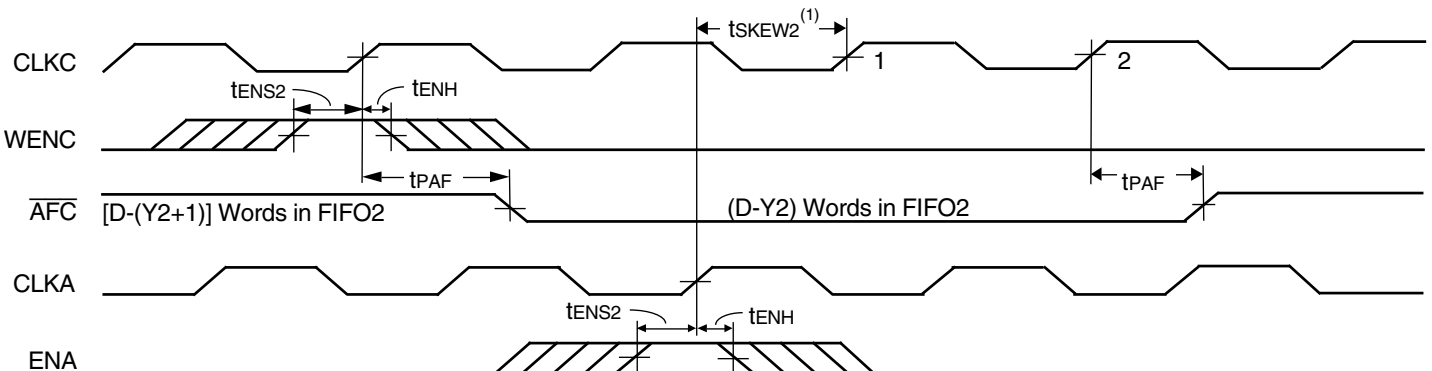 tSKEW2(1)
CLKC
1
2
tENS2
tENH
WENC
tPAF
tPAF
AFC
[D-(Y2+1)] Words in FIFO2
(D-Y2) Words in FIFO2
CLKA
tENS2
tENH
ENA